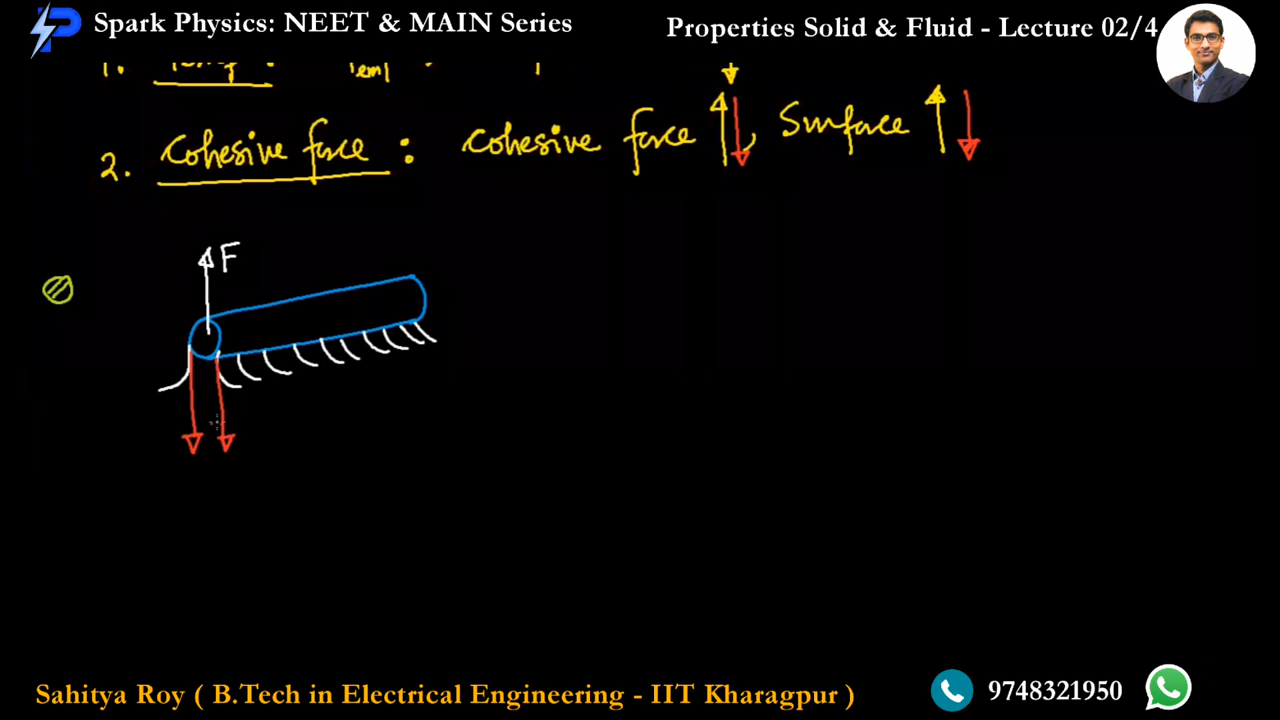 Spark Physics: NEET & MAIN Series
Properties Solid & Fluid - Lecture 02/4
1.
2. Cohesive force : Cohesive force ↑↓, Surface ↑↓
F
Sahitya Roy ( B.Tech in Electrical Engineering - IIT Kharagpur )
9748321950